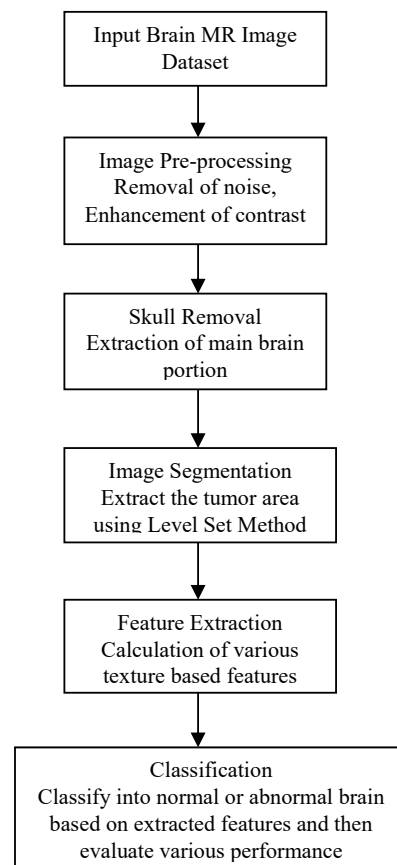 Input Brain MR Image
Dataset
Image Pre-processing
Removal of noise,
Enhancement of contrast
Skull Removal
Extraction of main brain
portion
Image Segmentation
Extract the tumor area
using Level Set Method
Feature Extraction
Calculation of various
texture based features
Classification
Classify into normal or abnormal brain
based on extracted features and then
evaluate various performance